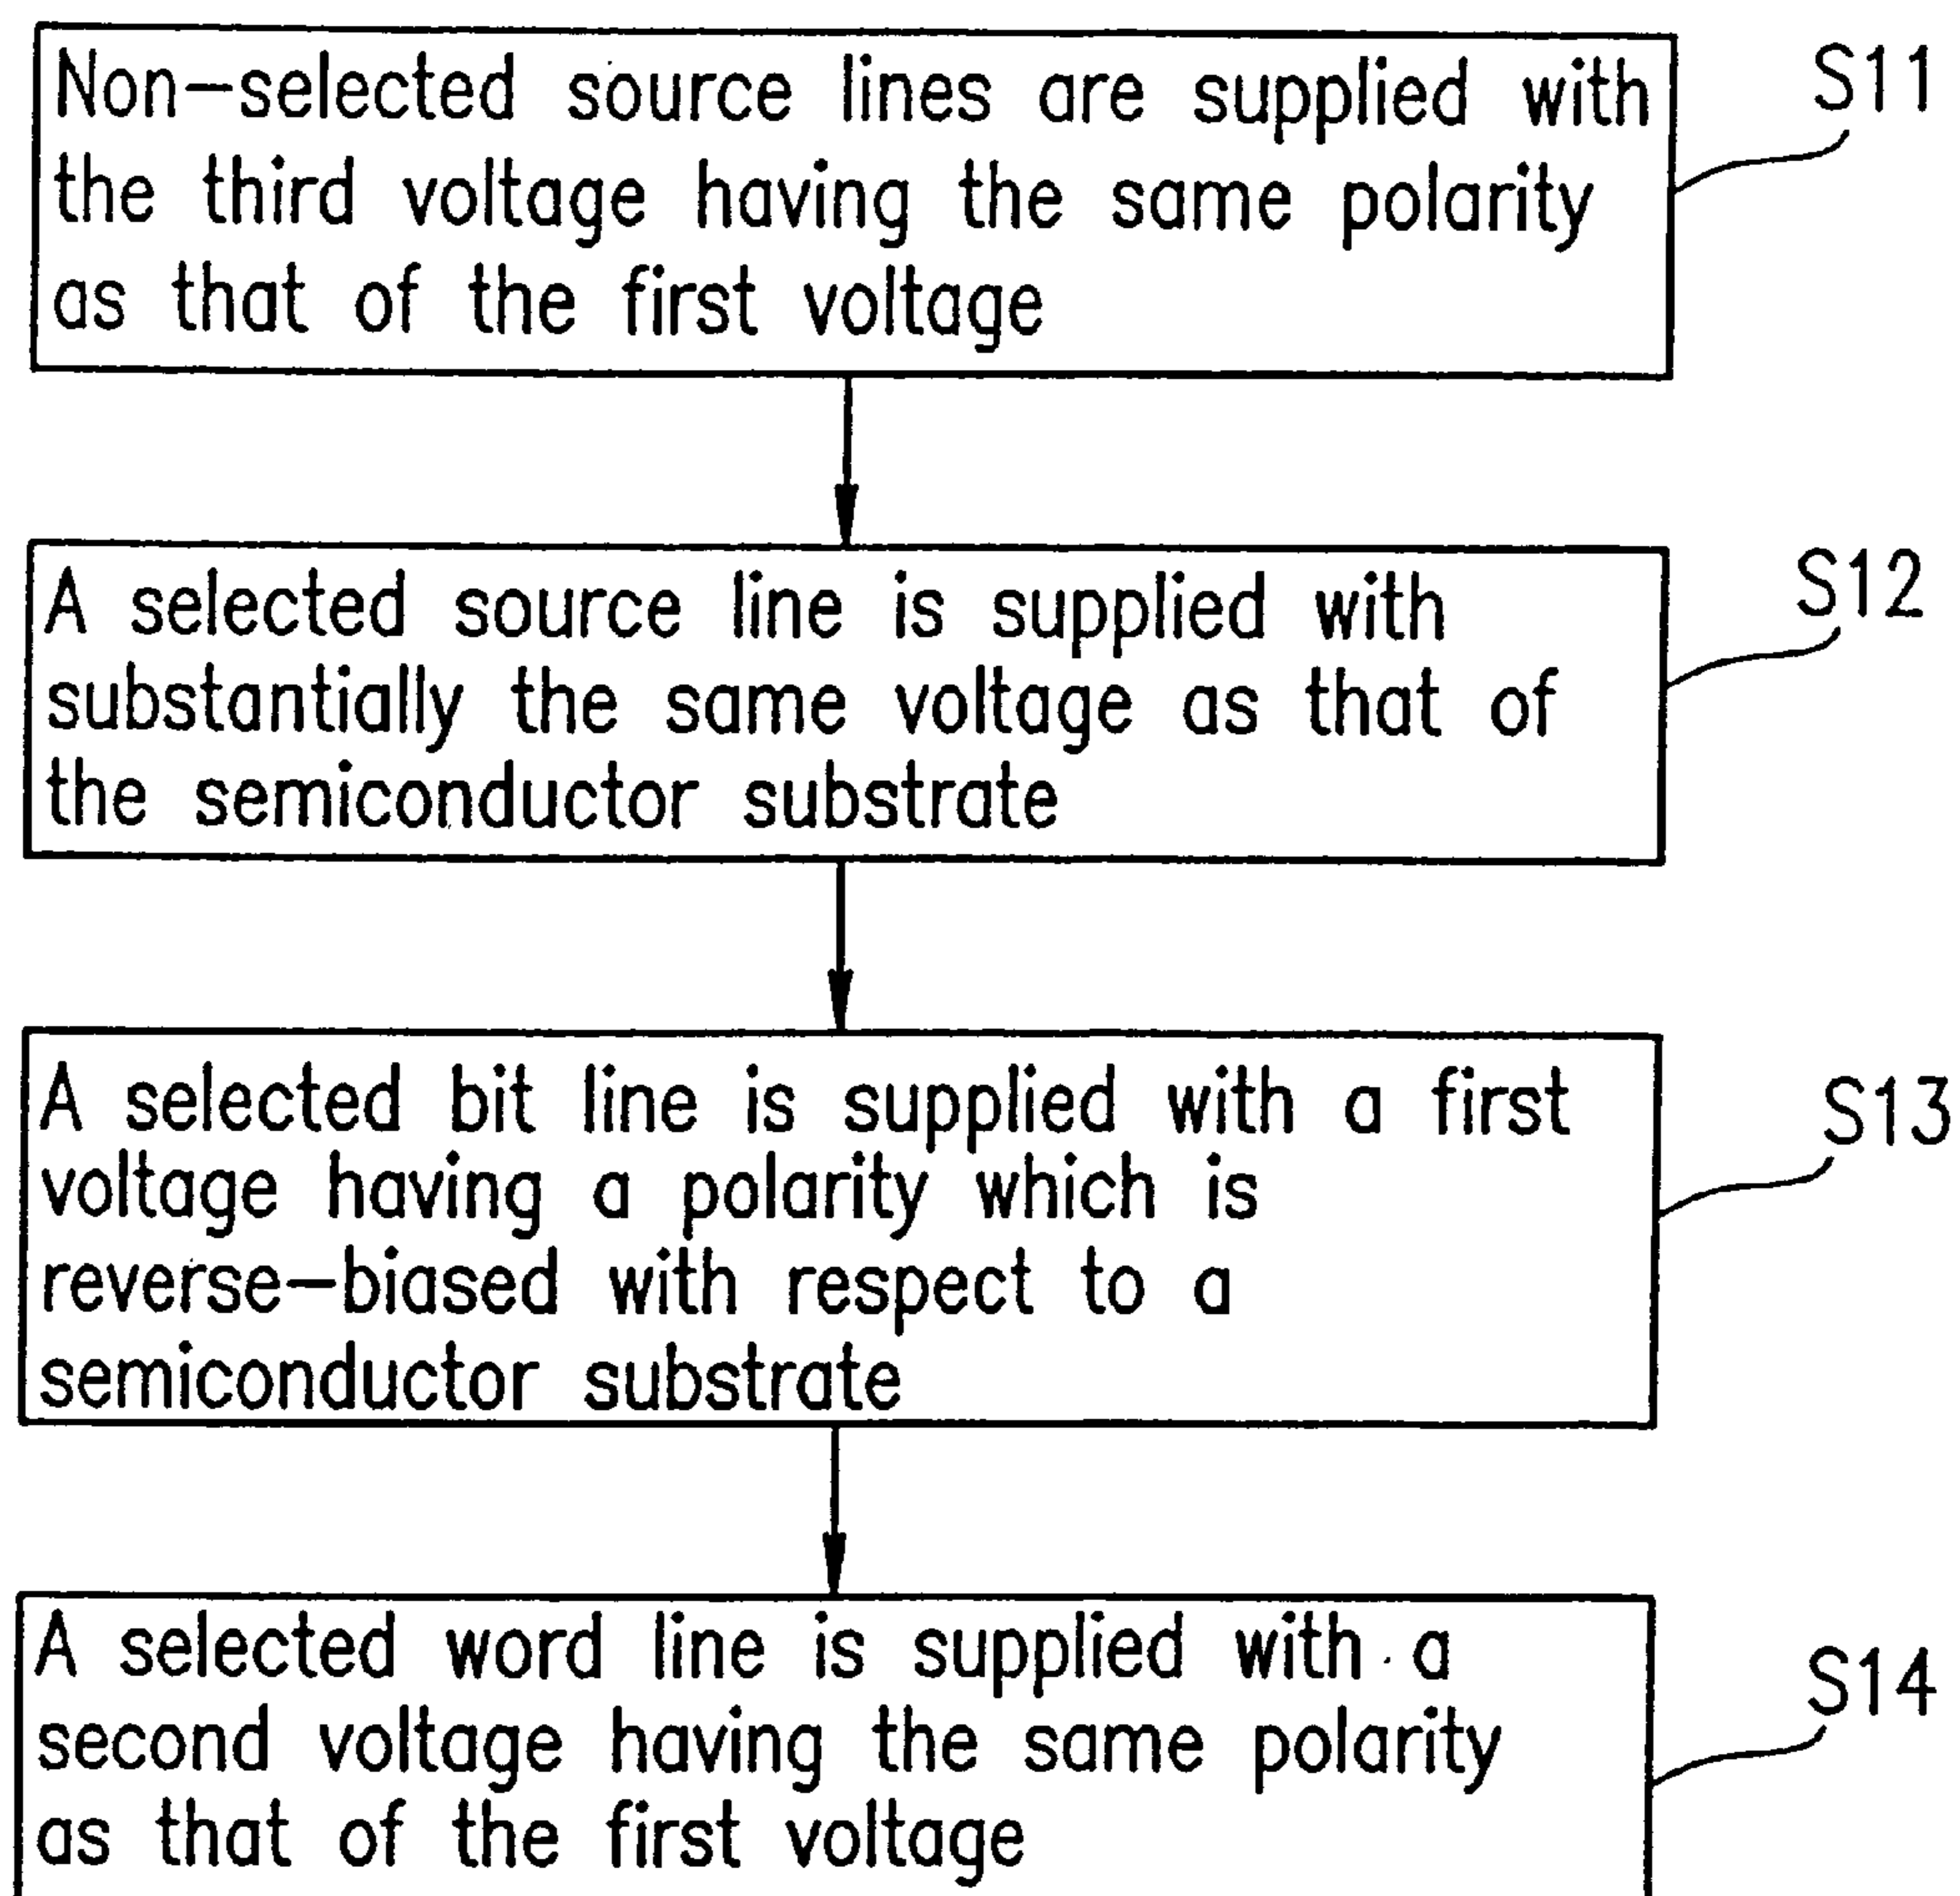 Non-selected source lines are supplied with
the third voltage having the same polarity
as that of the first voltage
S11
A selected source line is supplied with
substantially the same voltage as that of
the semiconductor substrate
S12
A selected bit line is supplied with a first
voltage having a polarity which is
reverse-biased with respect to a
semiconductor substrate
S13
A selected word line is supplied with a
second voltage having the same polarity
as that of the first voltage
S14